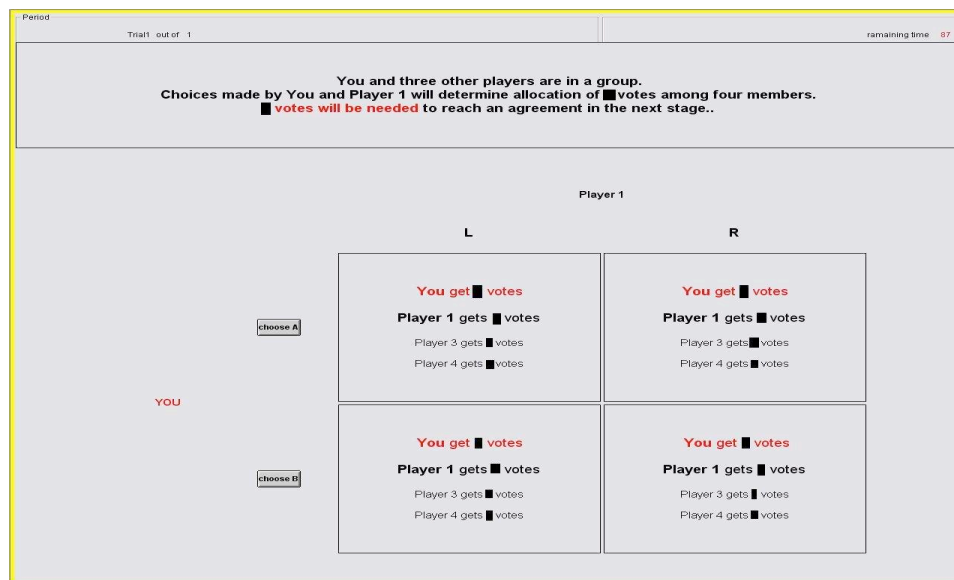 Period
Trial1 out of 1
ramaining time 87
You and three other players are in a group.
Choices made by You and Player 1 will determine allocation of votes among four members.
votes will be needed to reach an agreement in the next stage..
Player 1
L R
You get votes You get votes
Player 1 gets votes Player 1 gets votes
Player 3 gets votes Player 3 gets votes
Player 4 gets votes Player 4 gets votes
choose A
YOU
You get votes You get votes
Player 1 gets votes Player 1 gets votes
choose B
Player 3 gets votes Player 3 gets votes
Player 4 gets votes Player 4 gets votes